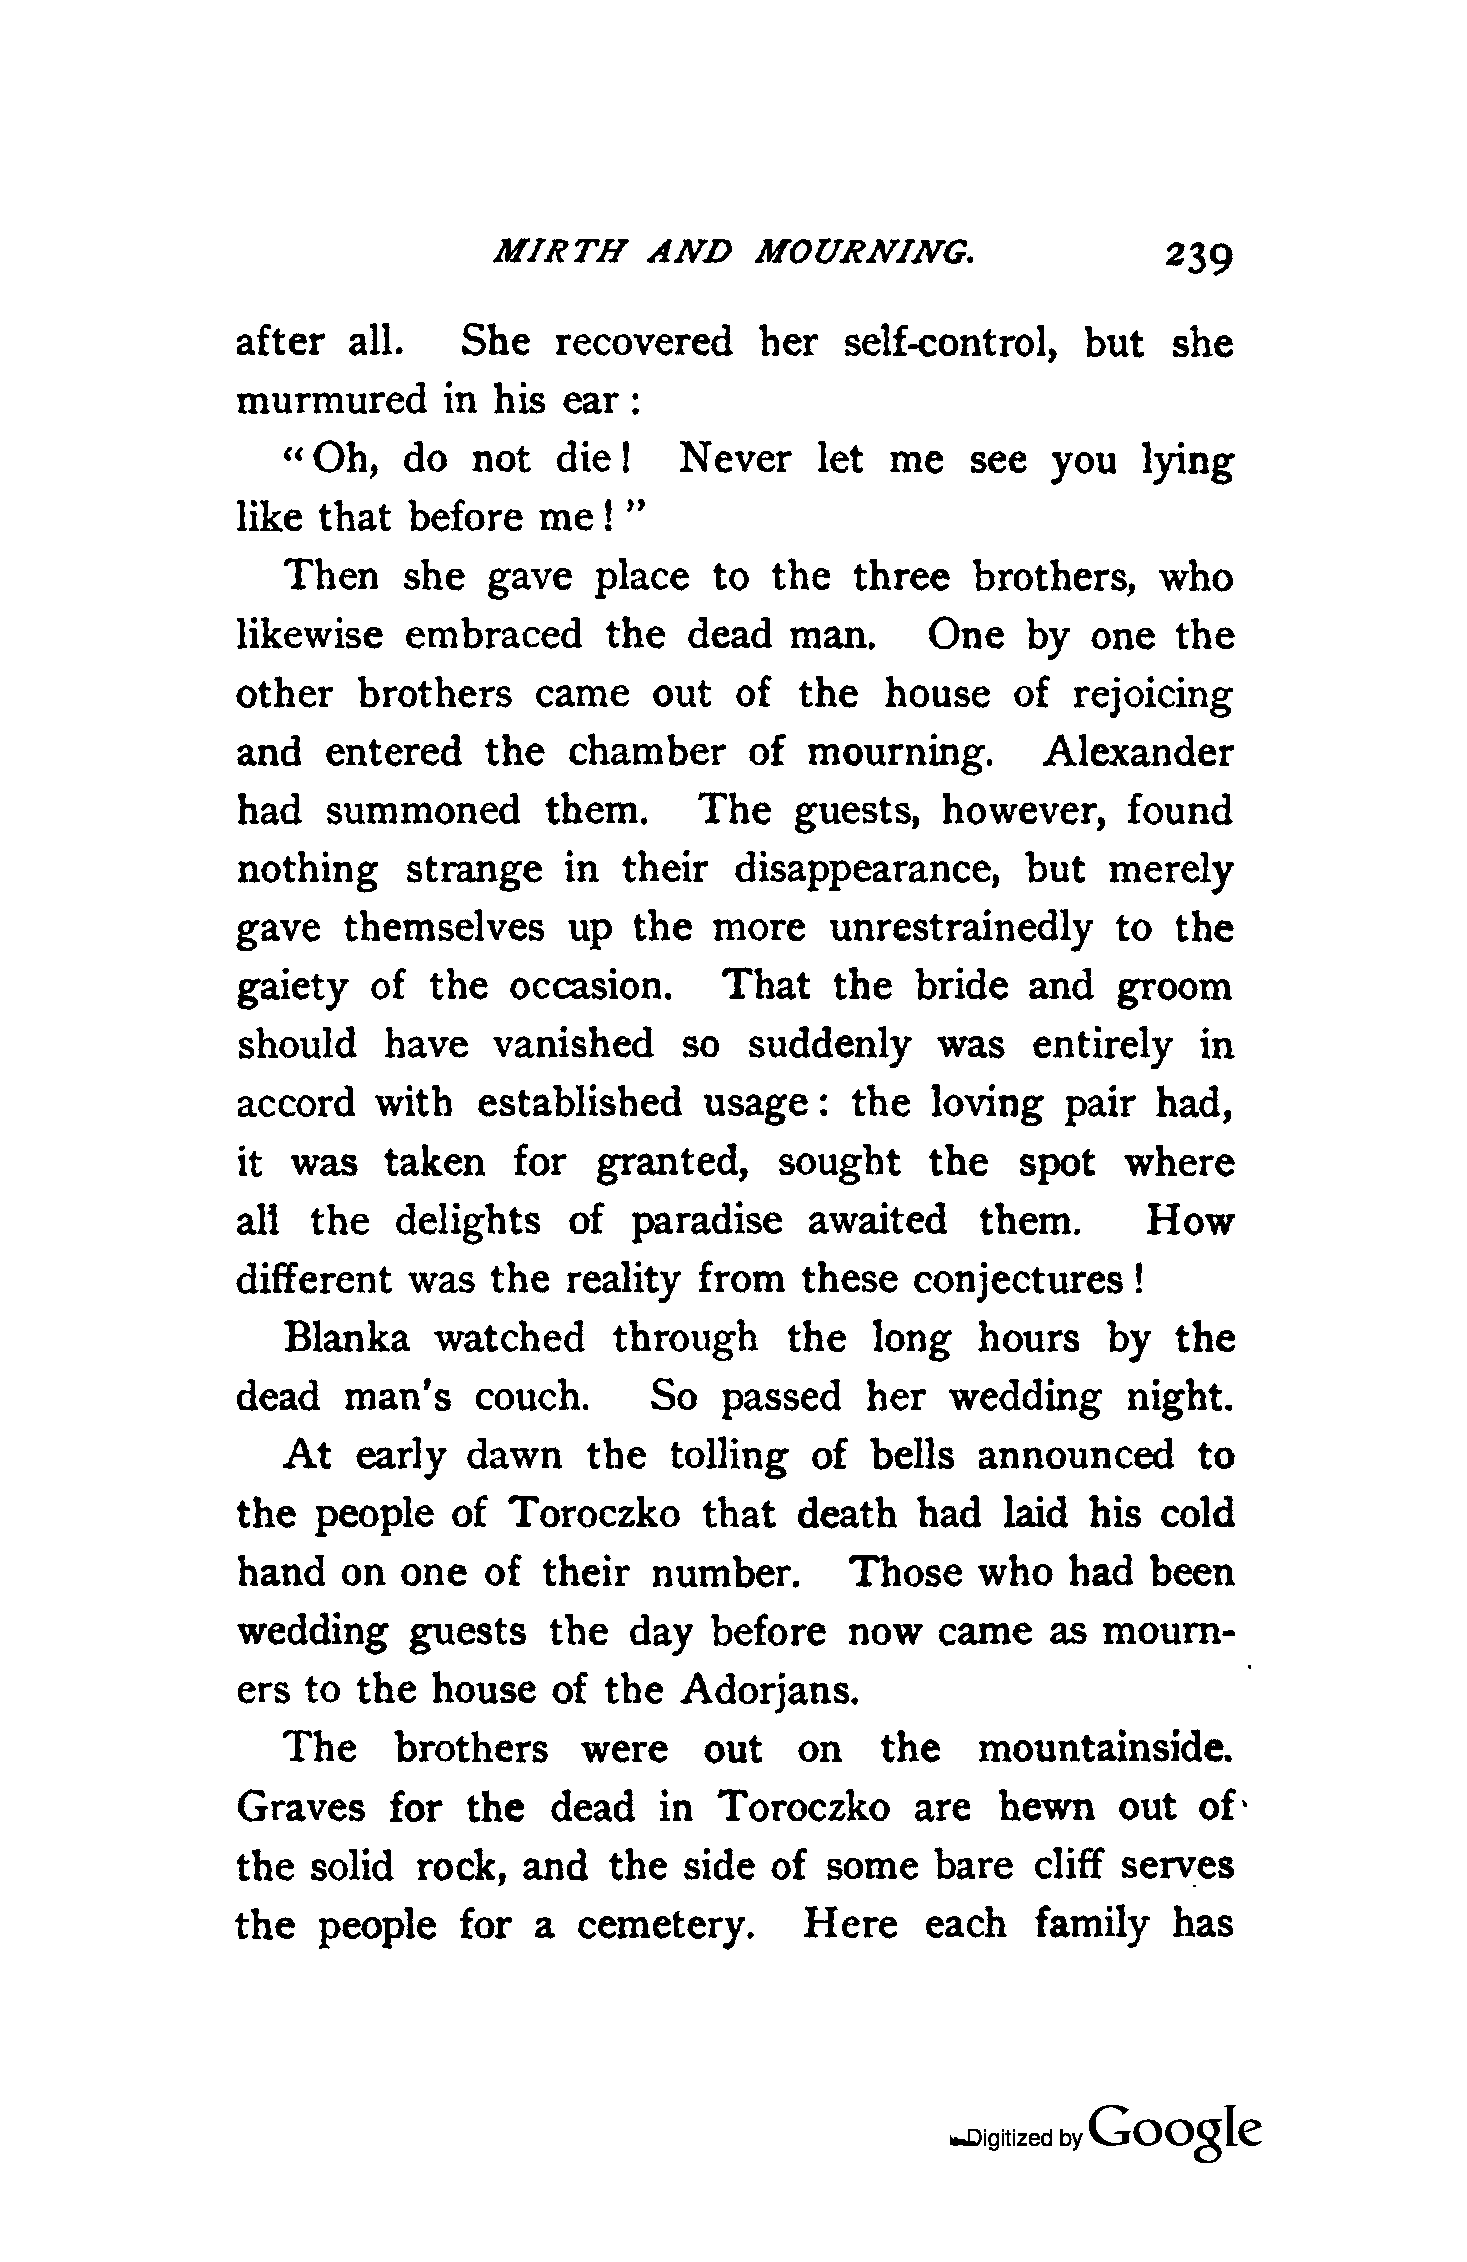 MIRTH AND MOURNING. 239
after all. She recovered her self-control, but she
murmured in his ear :
“ Oh, do not die ! Never let me see you lying
like that before me ! ”
Then she gave place to the three brothers, who
likewise embraced the dead man. One by one the
other brothers came out of the house of rejoicing
and entered the chamber of mourning. Alexander
had summoned them. The guests, however, found
nothing strange in their disappearance, but merely
gave themselves up the more unrestrainedly to the
gaiety of the occasion. That the bride and groom
should have vanished so suddenly was entirely in
accord with established usage : the loving pair had,
it was taken for granted, sought the spot where
all the delights of paradise awaited them. How
different was the reality from these conjectures !
Blanka watched through the long hours by the
dead man's couch. So passed her wedding night.
At early dawn the tolling of bells announced to
the people of Toroczko that death had laid his cold
hand on one of their number. Those who had been
wedding guests the day before now came as mourn-
ers to the house of the Adorjans.
The brothers were out on the mountainside.
Graves for the dead in Toroczko are hewn out of
the solid rock, and the side of some bare cliff serves
the people for a cemetery. Here each family has
Digitized by Google